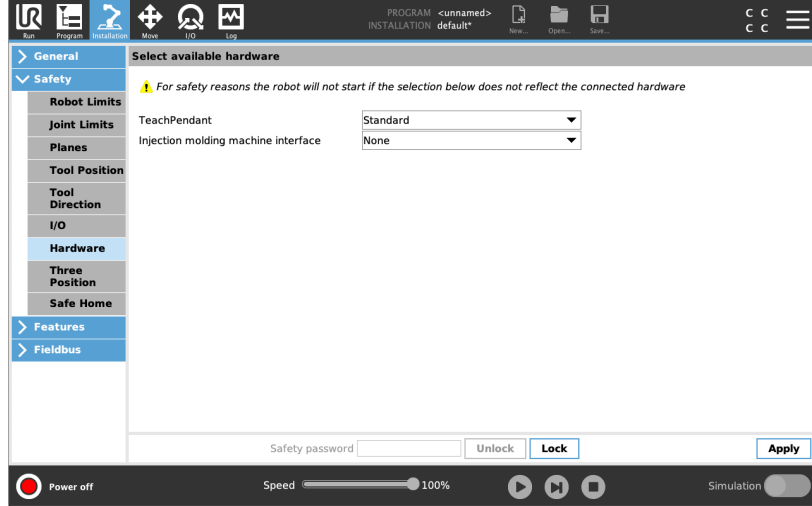 UR
Run
Program
Installation
Move
I/O
Log
PROGRAM <unnamed>
INSTALLATION default*
New...
Open...
Save...
C C
C C
General
Safety
Robot Limits
Joint Limits
Planes
Tool Position
Tool
Direction
I/O
Hardware
Three
Position
Safe Home
Features
Fieldbus
Select available hardware
For safety reasons the robot will not start if the selection below does not reflect the connected hardware
TeachPendant Standard
Injection molding machine interface None
Safety password Unlock Lock Apply
Power off Speed 100% Simulation